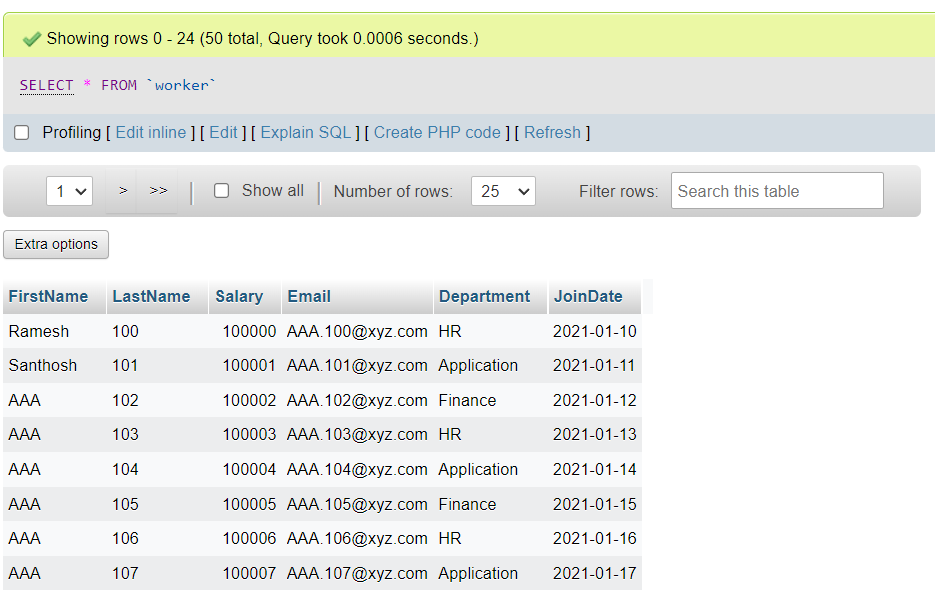 Showing rows 0 - 24 (50 total, Query took 0.0006 seconds.)
SELECT * FROM `worker`
Profiling [ Edit inline ] [ Edit ] [ Explain SQL ] [ Create PHP code ] [ Refresh ]
1 > >> | Show all | Number of rows: 25 Filter rows: Search this table
Extra options
FirstName LastName Salary Email Department JoinDate
Ramesh 100 100000 AAA.100@xyz.com HR 2021-01-10
Santhosh 101 100001 AAA.101@xyz.com Application 2021-01-11
AAA 102 100002 AAA.102@xyz.com Finance 2021-01-12
AAA 103 100003 AAA.103@xyz.com HR 2021-01-13
AAA 104 100004 AAA.104@xyz.com Application 2021-01-14
AAA 105 100005 AAA.105@xyz.com Finance 2021-01-15
AAA 106 100006 AAA.106@xyz.com HR 2021-01-16
AAA 107 100007 AAA.107@xyz.com Application 2021-01-17